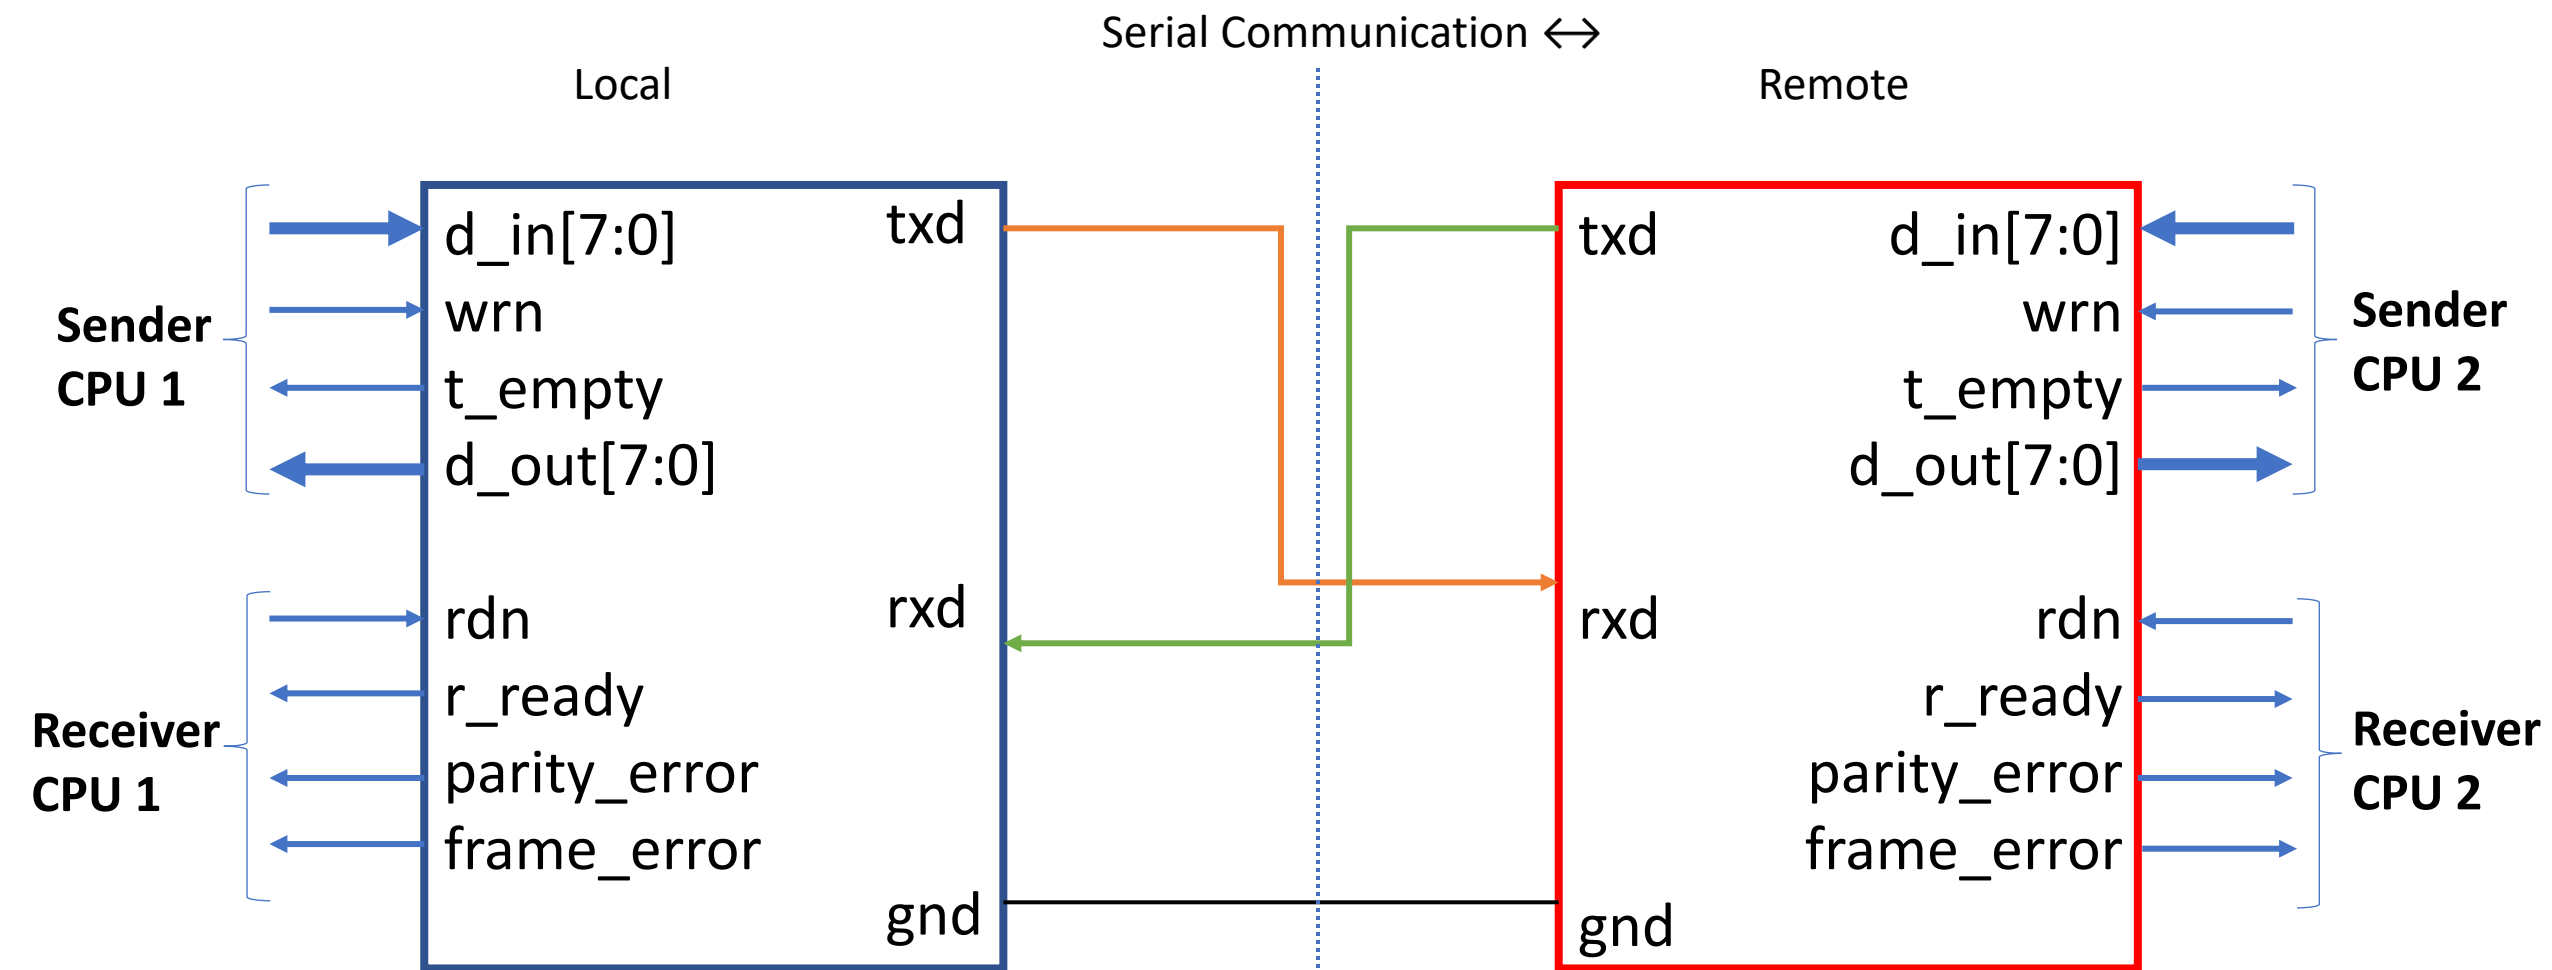 Serial Communication ↔
Local
Remote
Sender
CPU 1
Receiver
CPU 1
d_in[7:0]
wrn
t_empty
d_out[7:0]
rdn
r_ready
parity_error
frame_error
txd
rxd
gnd
txd
rxd
gnd
d_in[7:0]
wrn
t_empty
d_out[7:0]
rdn
r_ready
parity_error
frame_error
Sender
CPU 2
Receiver
CPU 2